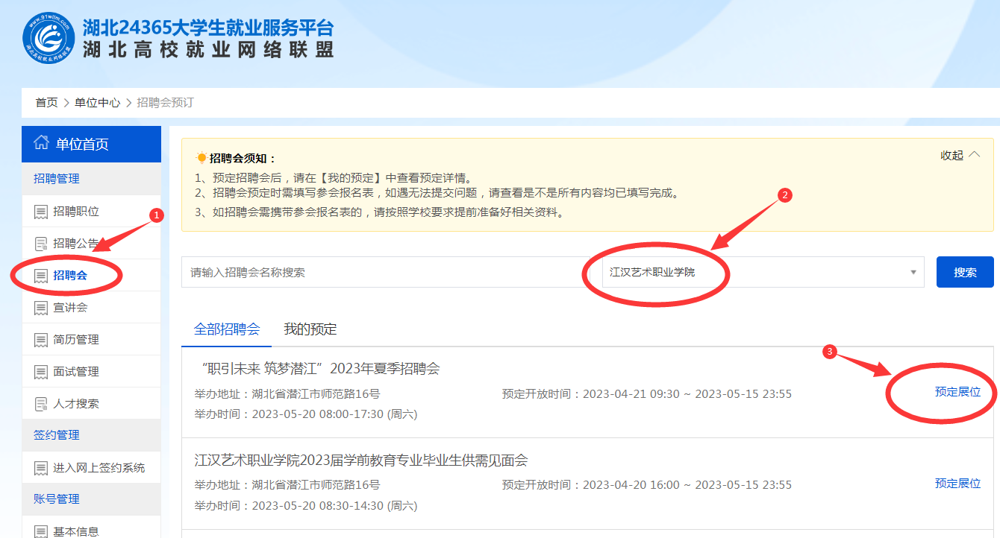 www.91wllm.com
湖北高校就业网络联盟
湖北24365大学生就业服务平台
湖北高校就业网络联盟
首页 > 单位中心 > 招聘会预订
单位首页
招聘管理
招聘职位
1
招聘公告
招聘会
宣讲会
简历管理
面试管理
人才搜索
签约管理
进入网上签约系统
账号管理
基本信息
招聘会须知：
收起
1、预定招聘会后，请在【我的预定】中查看预定详情。
2、招聘会预定时需填写参会报名表，如遇无法提交问题，请查看是不是所有内容均已填写完成。
3、如招聘会需携带参会报名表的，请按照学校要求提前准备好相关资料。
2
请输入招聘会名称搜索
江汉艺术职业学院
搜索
全部招聘会 我的预定
3
“职引未来 筑梦潜江”2023年夏季招聘会
举办地址：湖北省潜江市师范路16号 预定开放时间：2023-04-21 09:30 ~ 2023-05-15 23:55
预定展位
举办时间：2023-05-20 08:00-17:30 (周六)
江汉艺术职业学院2023届学前教育专业毕业生供需见面会
举办地址：湖北省潜江市师范路16号 预定开放时间：2023-04-20 16:00 ~ 2023-05-15 23:55
预定展位
举办时间：2023-05-20 08:30-14:30 (周六)